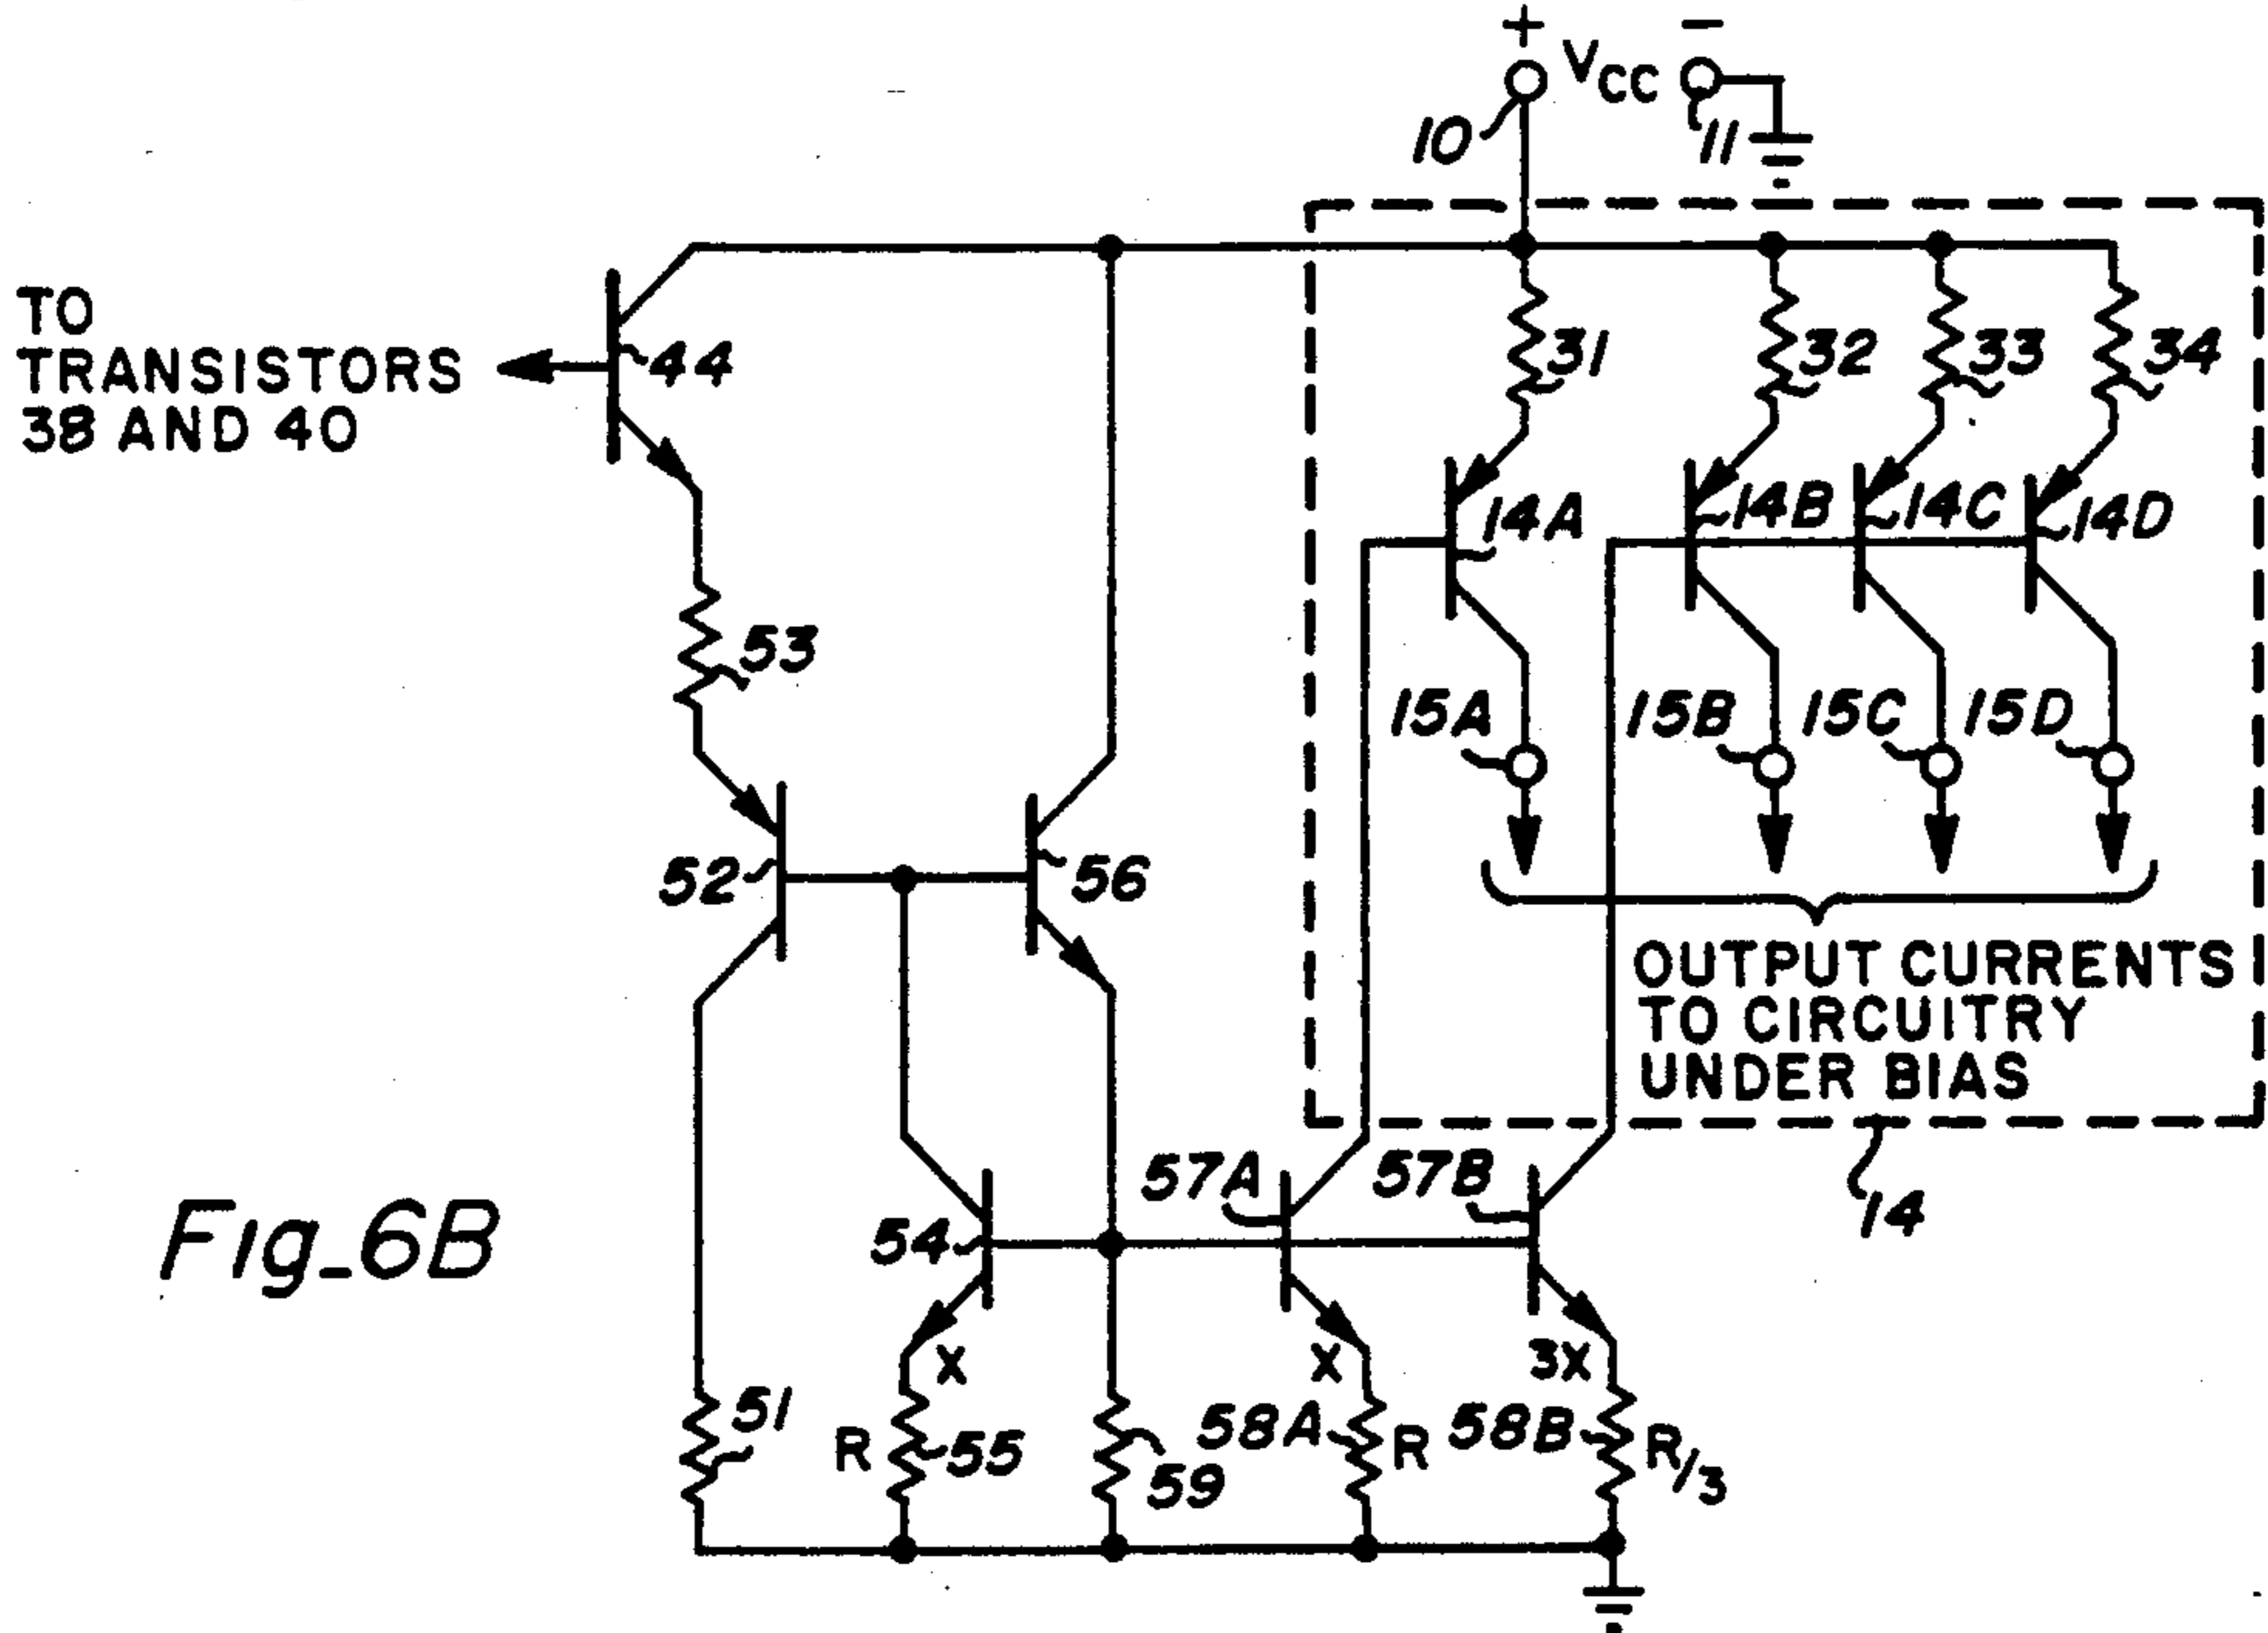 + VCC −
10
11
TO
TRANSISTORS
38 AND 40
44
31
32
33
34
14A
14B
14C
14D
53
15A
15B
15C
15D
52
56
OUTPUT CURRENTS
TO CIRCUITRY
UNDER BIAS
57A
57B
14
Fig_6B
54
X
X
3X
51
R
55
59
58A
R
58B
R/3